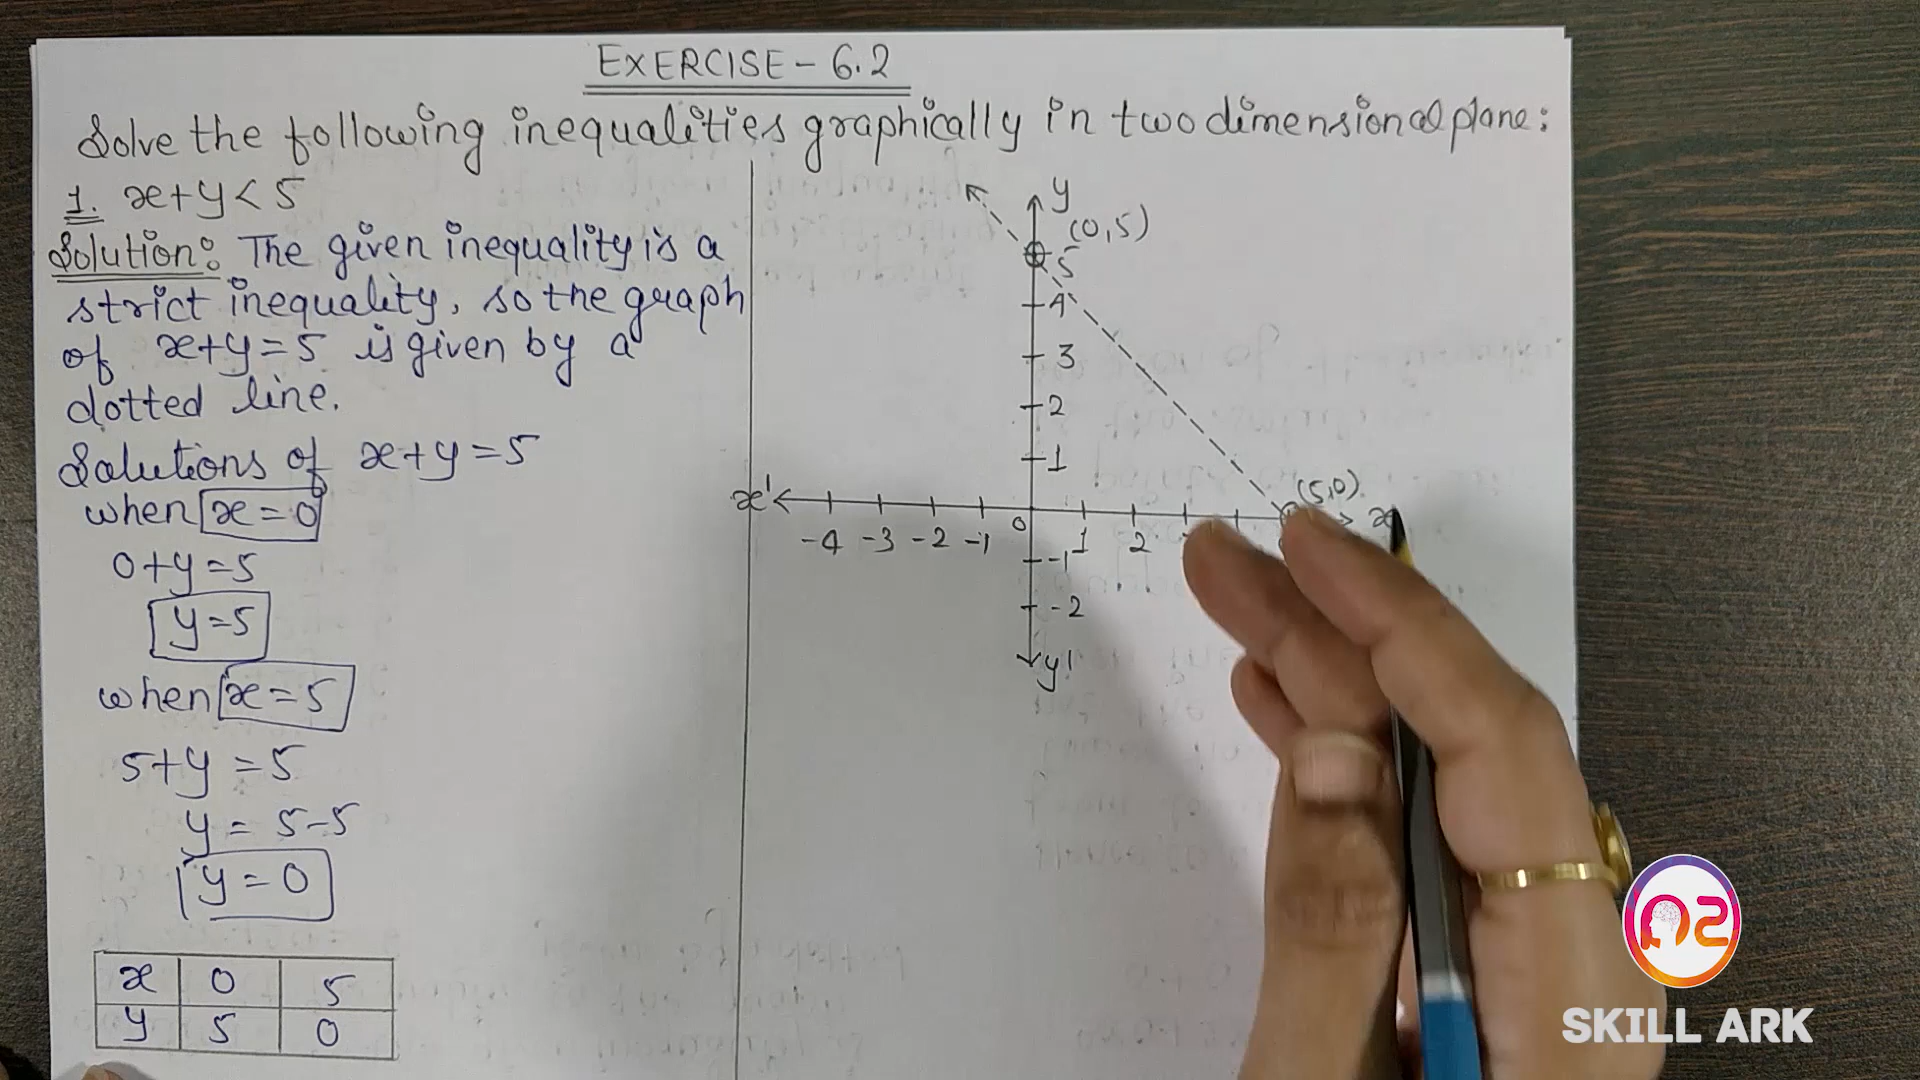 EXERCISE - 6.2
Solve the following inequalities graphically in two dimensional plane:
1. x+y<5
Solution: The given inequality is a
strict inequality, so the graph
of x+y=5 is given by a
dotted line.
Solutions of x+y=5
when x=0
0+y=5
y=5
when x=5
5+y=5
y=5-5
y=0
x 0 5
y 5 0
y
(0,5)
5
4
3
2
1
(5,0)
x' x
-4 -3 -2 -1 0 1 2
-1
-2
y'
SKILL ARK